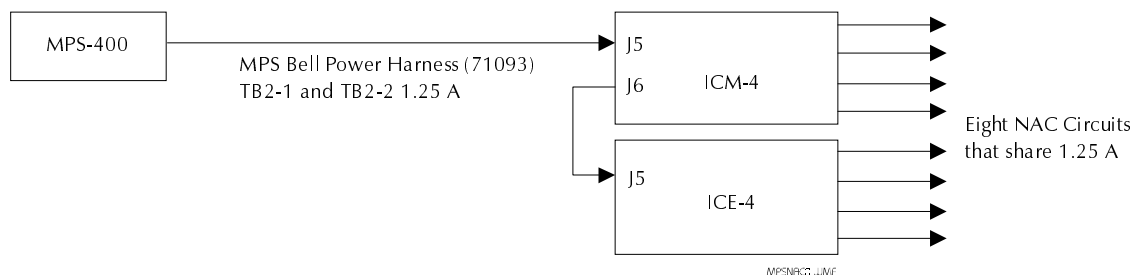 MPS-400
MPS Bell Power Harness (71093)
TB2-1 and TB2-2 1.25 A
J5
J6
ICM-4
J5
ICE-4
Eight NAC Circuits
that share 1.25 A